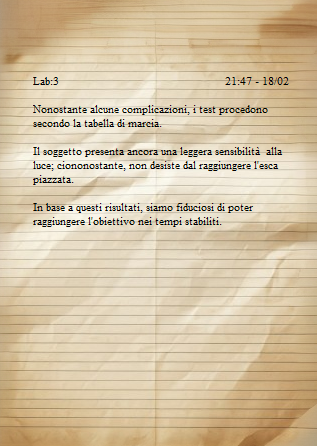 Lab:3 21:47 - 18/02
Nonostante alcune complicazioni, i test procedono
secondo la tabella di marcia.
Il soggetto presenta ancora una leggera sensibilità alla
luce; ciononostante, non desiste dal raggiungere l'esca
piazzata.
In base a questi risultati, siamo fiduciosi di poter
raggiungere l'obiettivo nei tempi stabiliti.